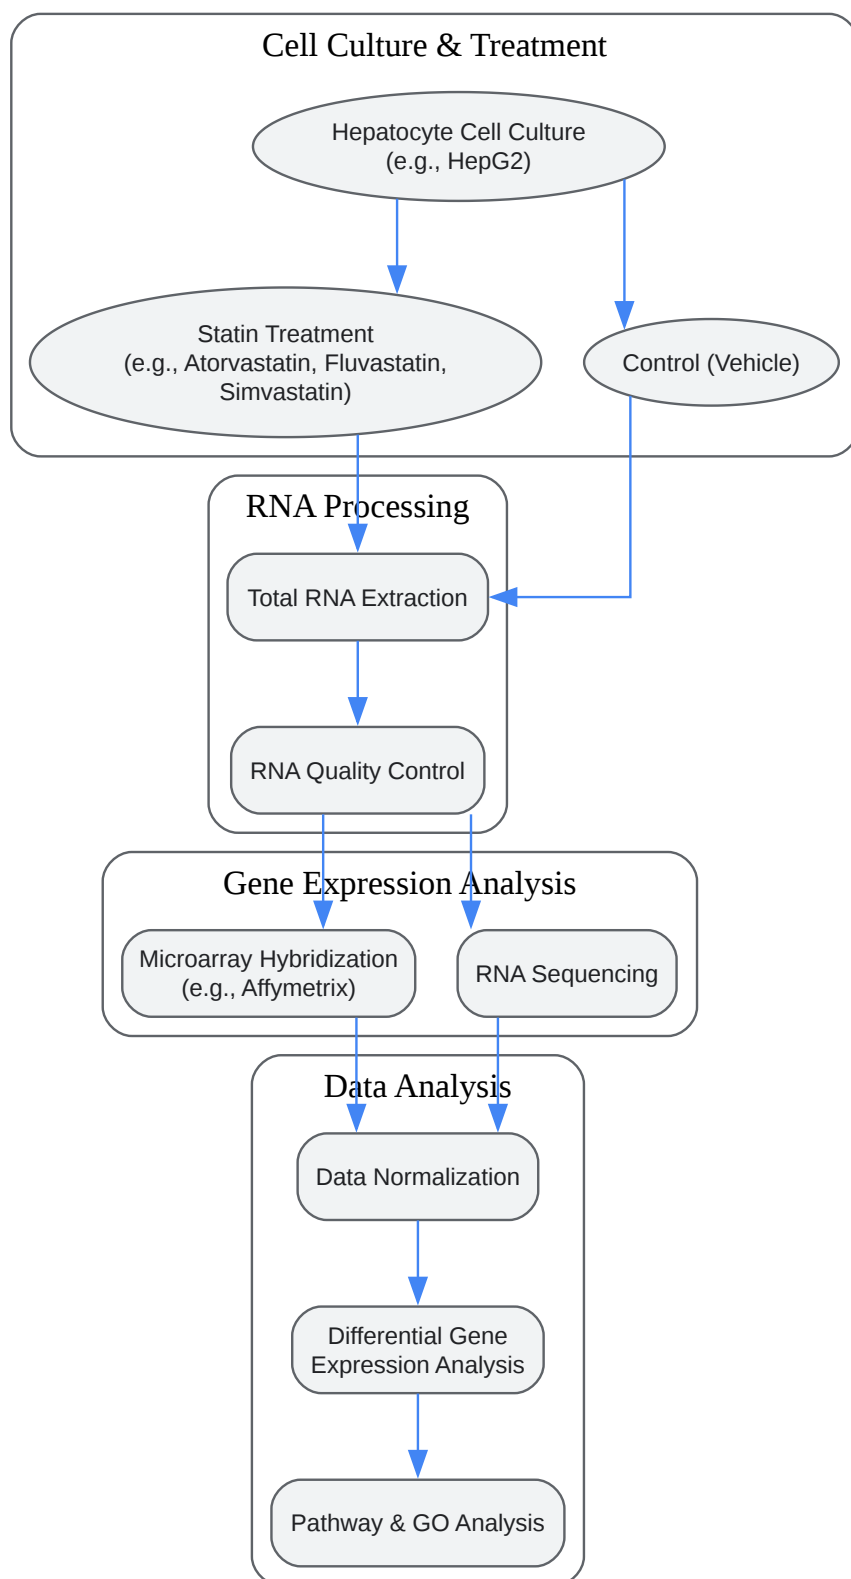 Cell Culture & Treatment
Hepatocyte Cell Culture
(e.g., HepG2)
Statin Treatment
(e.g., Atorvastatin, Fluvastatin,
Simvastatin)
Control (Vehicle)
RNA Processing
Total RNA Extraction
RNA Quality Control
Gene Expression Analysis
Microarray Hybridization
(e.g., Affymetrix)
RNA Sequencing
Data Analysis
Data Normalization
Differential Gene
Expression Analysis
Pathway & GO Analysis